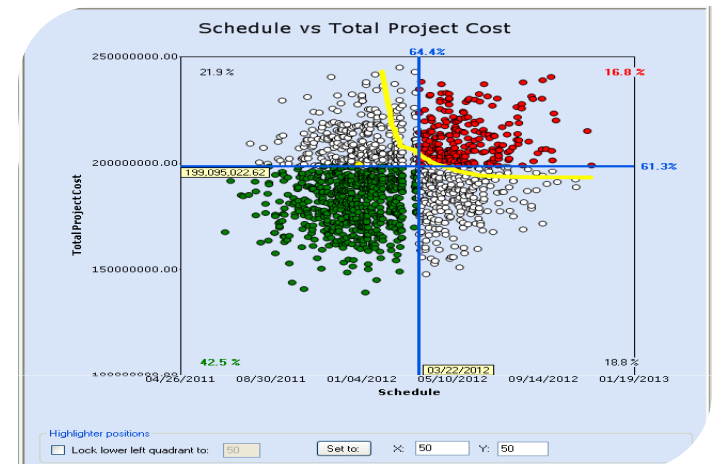 Schedule vs Total Project Cost
64.4%
250000000.00
21.9 %
16.8 %
200000000.00
61.3%
199,095,022.62
Total Project Cost
150000000.00
42.5 %
18.8 %
03/22/2012
100000000.00
04/26/2011 08/30/2011 01/04/2012 05/10/2012 09/14/2012 01/19/2013
Schedule
Highlighter positions
Lock lower left quadrant to: 50 Set to: X: 50 Y: 50